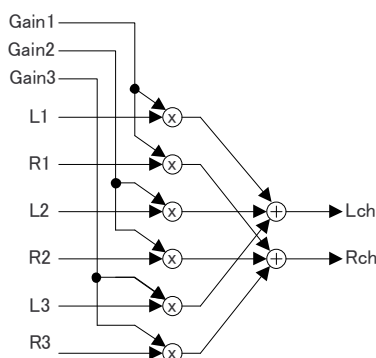 Gain1
Gain2
Gain3
L1
x
R1
x
L2
x
+
Lch
R2
x
+
Rch
L3
x
R3
x